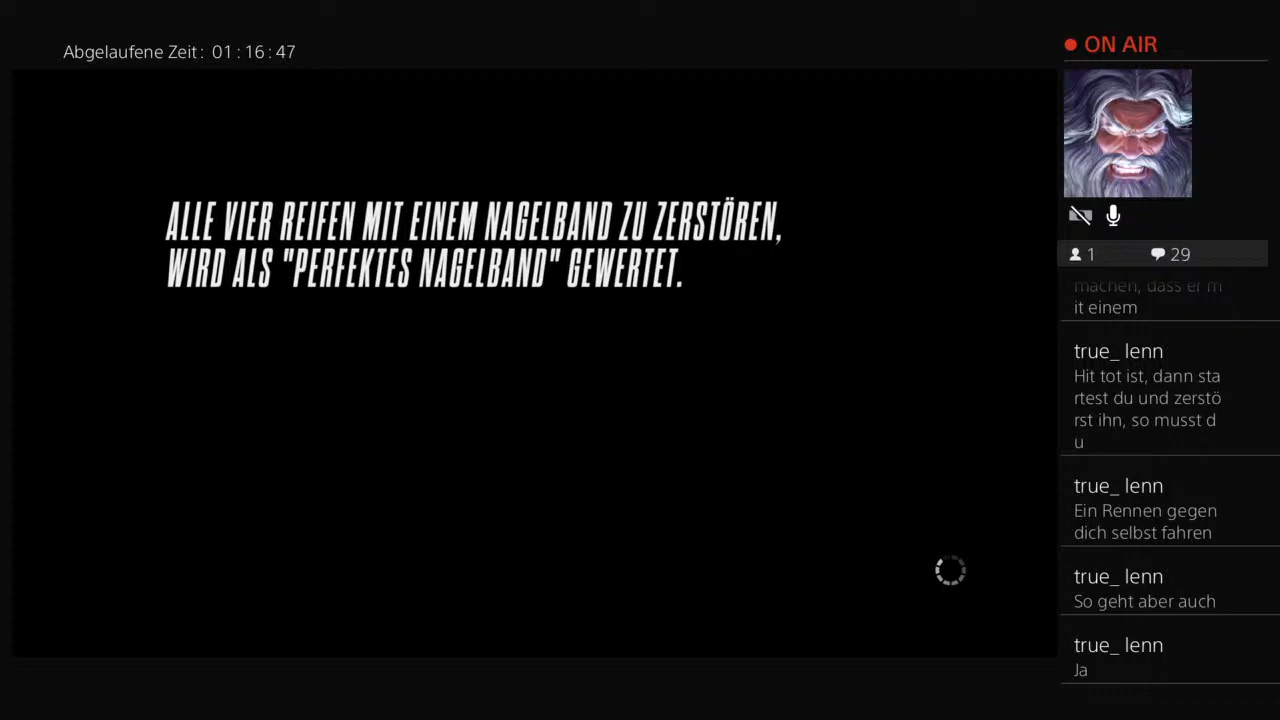 Abgelaufene Zeit: 01:16:47
ON AIR
ALLE VIER REIFEN MIT EINEM NAGELBAND ZU ZERSTÖREN,
WIRD ALS "PERFEKTES NAGELBAND" GEWERTET.
1 29
machen, dass er m
it einem
true_ lenn
Hit tot ist, dann sta
rtest du und zerstö
rst ihn, so musst d
u
true_ lenn
Ein Rennen gegen
dich selbst fahren
true_ lenn
So geht aber auch
true_ lenn
Ja